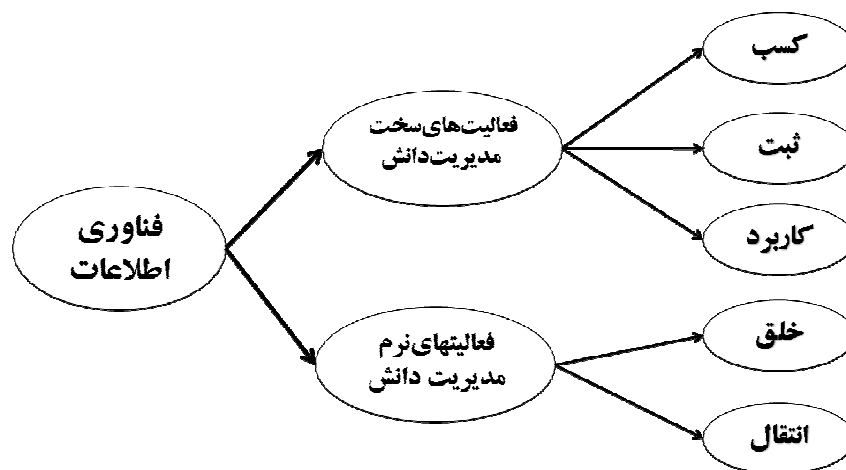 کسب
فعالیت‌های سخت
مدیریت دانش
ثبت
کاربرد
فناوری
اطلاعات
خلق
فعالیتهای نرم
مدیریت دانش
انتقال